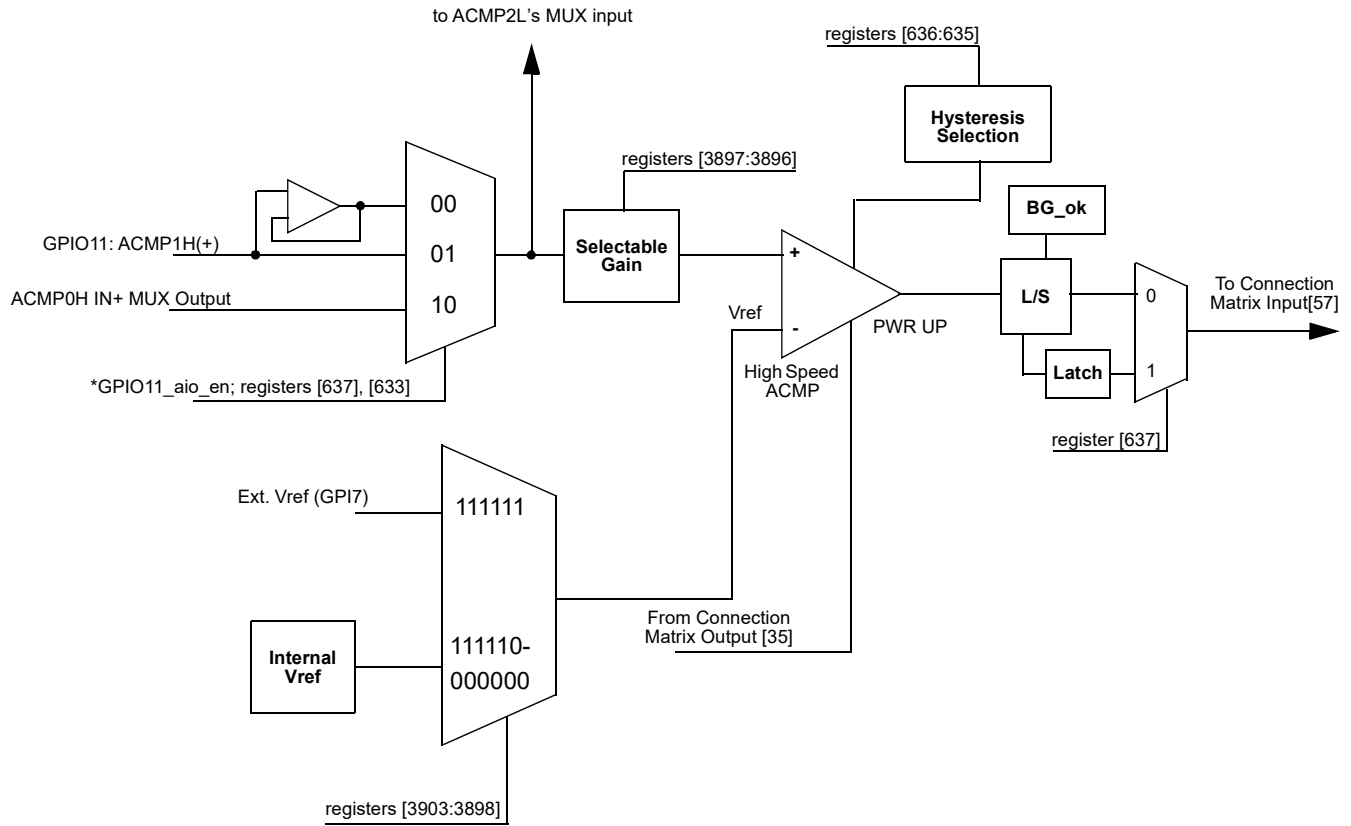 to ACMP2L's MUX input
registers [636:635]
Hysteresis
Selection
registers [3897:3896]
00
BG_ok
GPIO11: ACMP1H(+)
01
Selectable
Gain
+
L/S
To Connection
Matrix Input[57]
ACMP0H IN+ MUX Output
10
0
Vref
-
PWR UP
High Speed
ACMP
Latch
1
*GPIO11_aio_en; registers [637], [633]
register [637]
Ext. Vref (GPI7)
111111
From Connection
Matrix Output [35]
Internal
Vref
111110-
000000
registers [3903:3898]